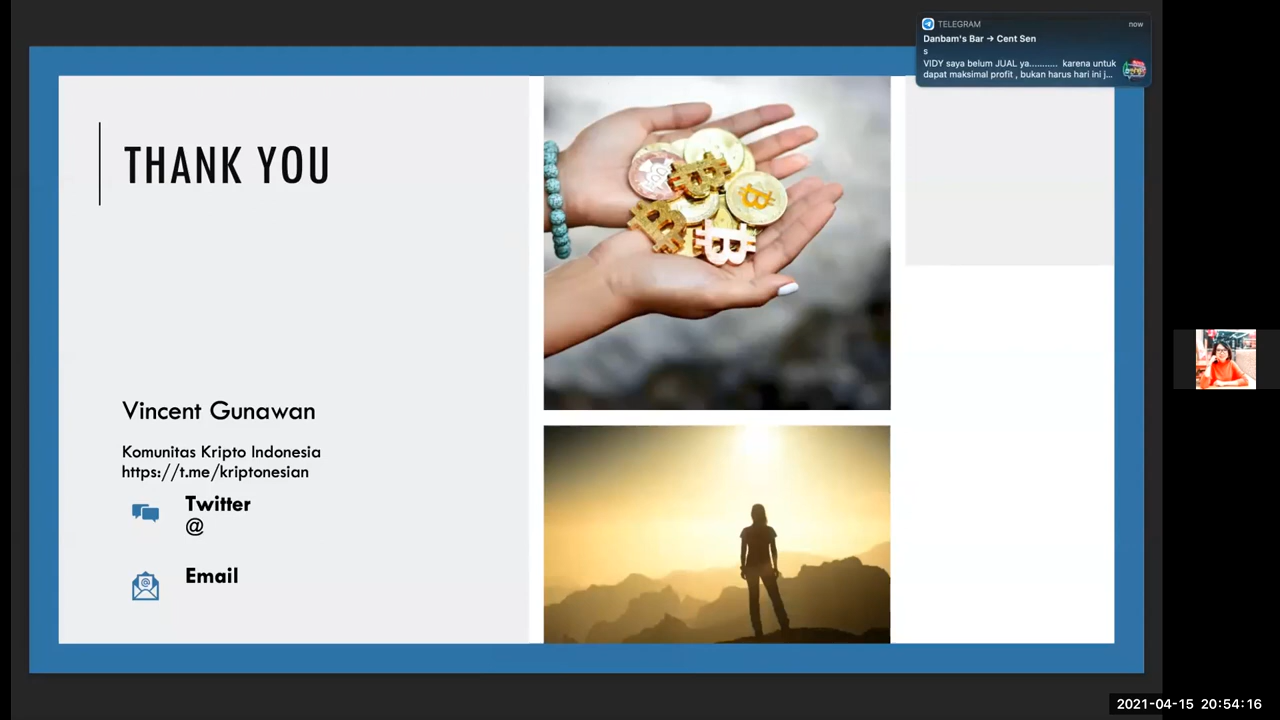 TELEGRAM now
Danbam's Bar → Cent Sen
s
VIDY saya belum JUAL ya.......... karena untuk
dapat maksimal profit , bukan harus hari ini j...
THANK YOU
Vincent Gunawan
Komunitas Kripto Indonesia
https://t.me/kriptonesian
Twitter
@
Email
2021-04-15 20:54:16